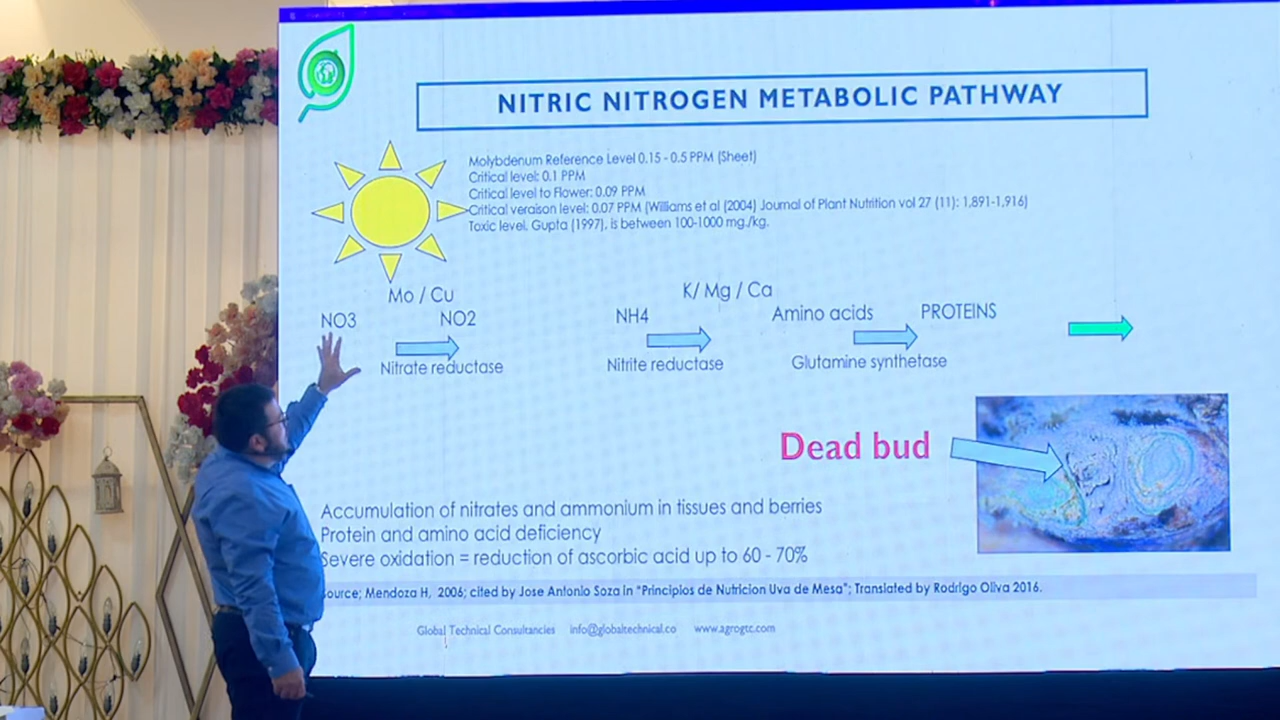 NITRIC NITROGEN METABOLIC PATHWAY
Molybdenum Reference Level 0.15 - 0.5 PPM (Sheet)
Critical level: 0.1 PPM
Critical level to Flower: 0.09 PPM
Critical veraison level: 0.07 PPM (Williams et al (2004) Journal of Plant Nutrition vol 27 (11): 1,891-1,916)
Toxic level. Gupta (1997), is between 100-1000 mg./kg.
Mo / Cu
K/ Mg / Ca
NO3 NO2 NH4 Amino acids PROTEINS
Nitrate reductase Nitrite reductase Glutamine synthetase
Dead bud
Accumulation of nitrates and ammonium in tissues and berries
Protein and amino acid deficiency
Severe oxidation = reduction of ascorbic acid up to 60 - 70%
ource; Mendoza H, 2006; cited by Jose Antonio Soza in "Principios de Nutricion Uva de Mesa"; Translated by Rodrigo Oliva 2016.
Global Technical Consultancies info@globaltechnical.co www.agrogtc.com